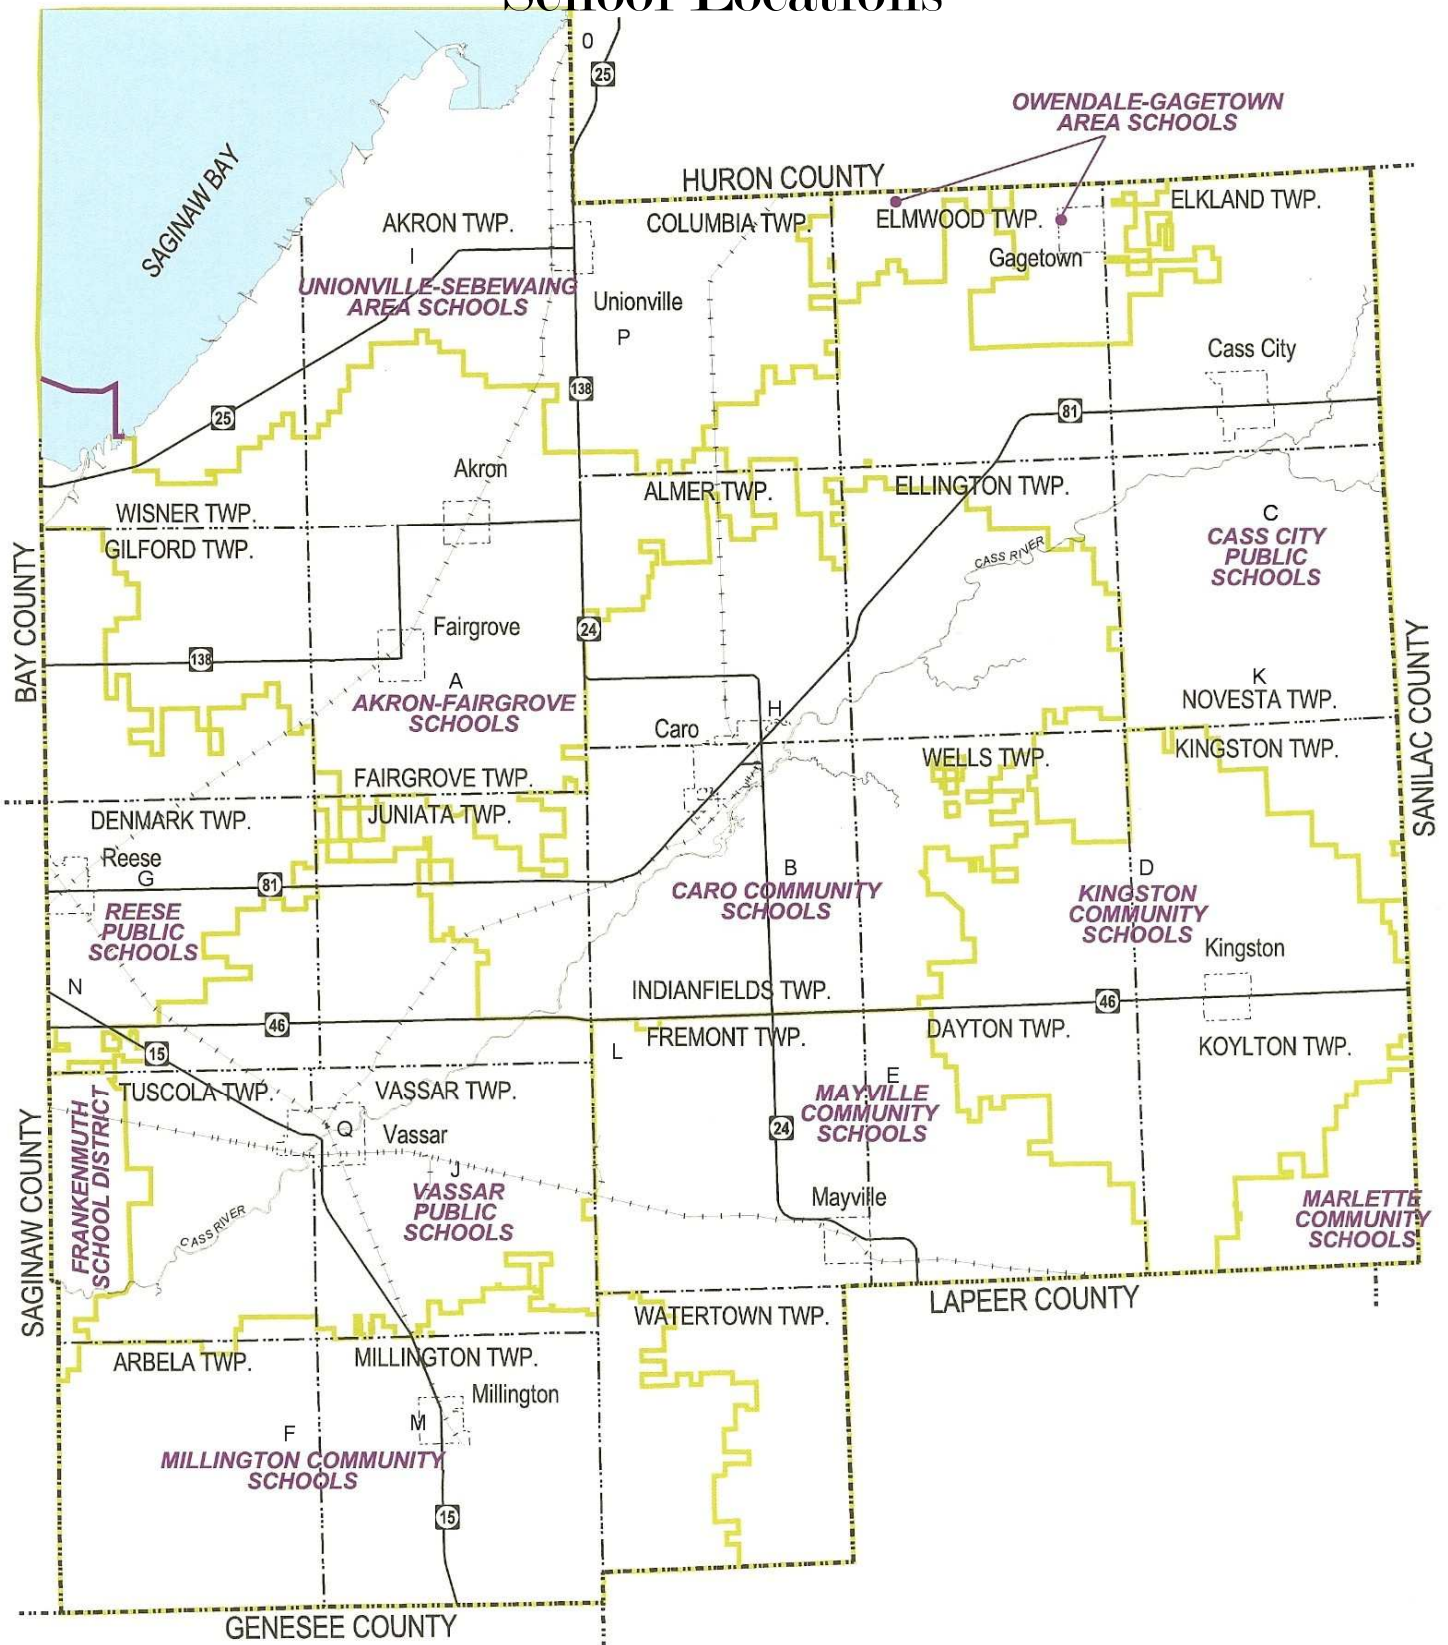 School Locations
O
25
OWENDALE-GAGETOWN
AREA SCHOOLS
SAGINAW BAY
HURON COUNTY
AKRON TWP.
COLUMBIA TWP.
ELMWOOD TWP.
ELKLAND TWP.
I
Gagetown
UNIONVILLE-SEBEWAING
AREA SCHOOLS
Unionville
P
Cass City
138
25
81
Akron
ALMER TWP.
ELLINGTON TWP.
WISNER TWP.
GILFORD TWP.
C
CASS CITY
PUBLIC
SCHOOLS
CASS RIVER
BAY COUNTY
Fairgrove
24
138
A
AKRON-FAIRGROVE
SCHOOLS
K
NOVESTA TWP.
SANILAC COUNTY
H
Caro
WELLS TWP.
KINGSTON TWP.
FAIRGROVE TWP.
DENMARK TWP.
JUNIATA TWP.
Reese
G
81
B
CARO COMMUNITY
SCHOOLS
D
KINGSTON
COMMUNITY
SCHOOLS
REESE
PUBLIC
SCHOOLS
Kingston
N
INDIANFIELDS TWP.
46
46
FREMONT TWP.
DAYTON TWP.
KOYLTON TWP.
15
L
TUSCOLA TWP.
VASSAR TWP.
E
MAYVILLE
COMMUNITY
SCHOOLS
24
SAGINAW COUNTY
FRANKENMUTH
SCHOOL DISTRICT
Q
Vassar
J
VASSAR
PUBLIC
SCHOOLS
Mayville
MARLETTE
COMMUNITY
SCHOOLS
CASS RIVER
LAPEER COUNTY
WATERTOWN TWP.
ARBELA TWP.
MILLINGTON TWP.
Millington
M
F
MILLINGTON COMMUNITY
SCHOOLS
15
GENESEE COUNTY